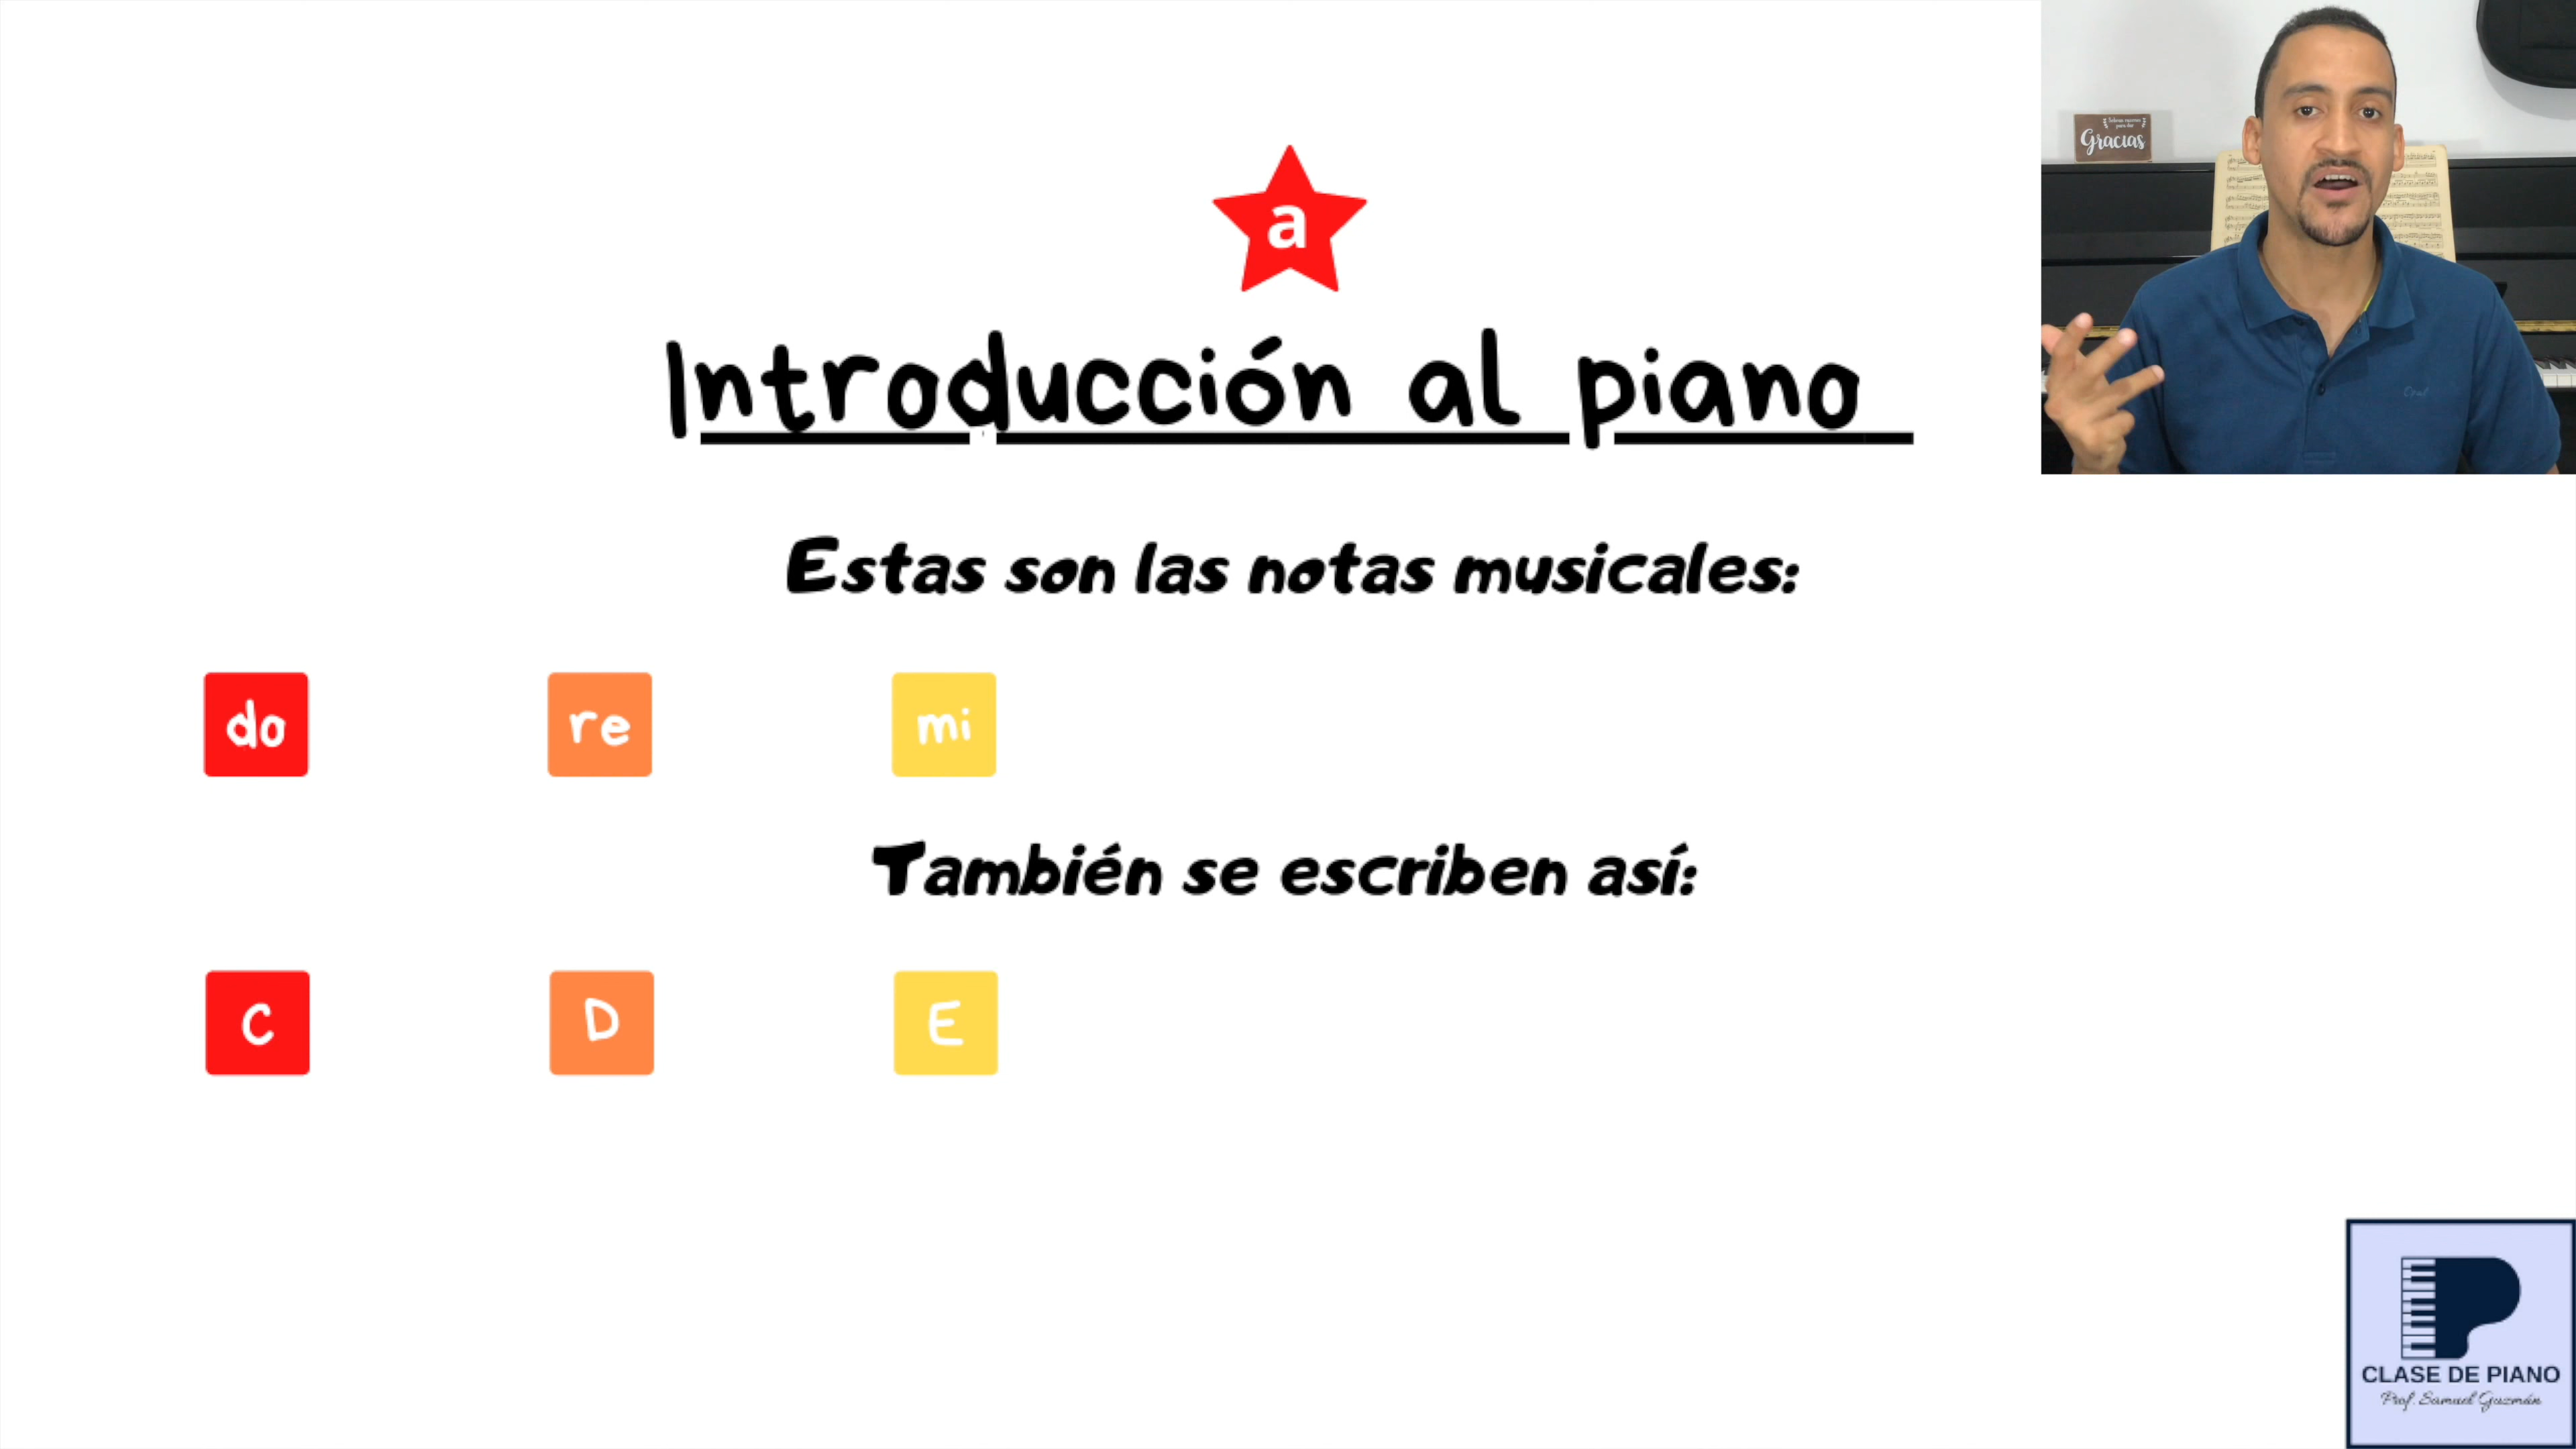 a
Introducción al piano
Gracias
Estas son las notas musicales:
do re mi
También se escriben así:
C D E
CLASE DE PIANO
Prof. Samuel Guzmán